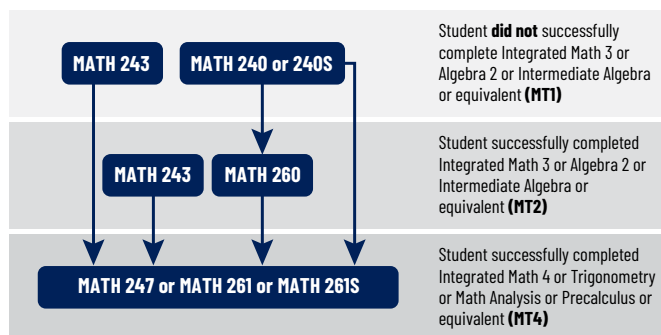 MATH 243
MATH 240 or 240S
Student did not successfully
complete Integrated Math 3 or
Algebra 2 or Intermediate Algebra
or equivalent (MT1)
MATH 243
MATH 260
Student successfully completed
Integrated Math 3 or Algebra 2 or
Intermediate Algebra or
equivalent (MT2)
MATH 247 or MATH 261 or MATH 261S
Student successfully completed
Integrated Math 4 or Trigonometry
or Math Analysis or Precalculus or
equivalent (MT4)